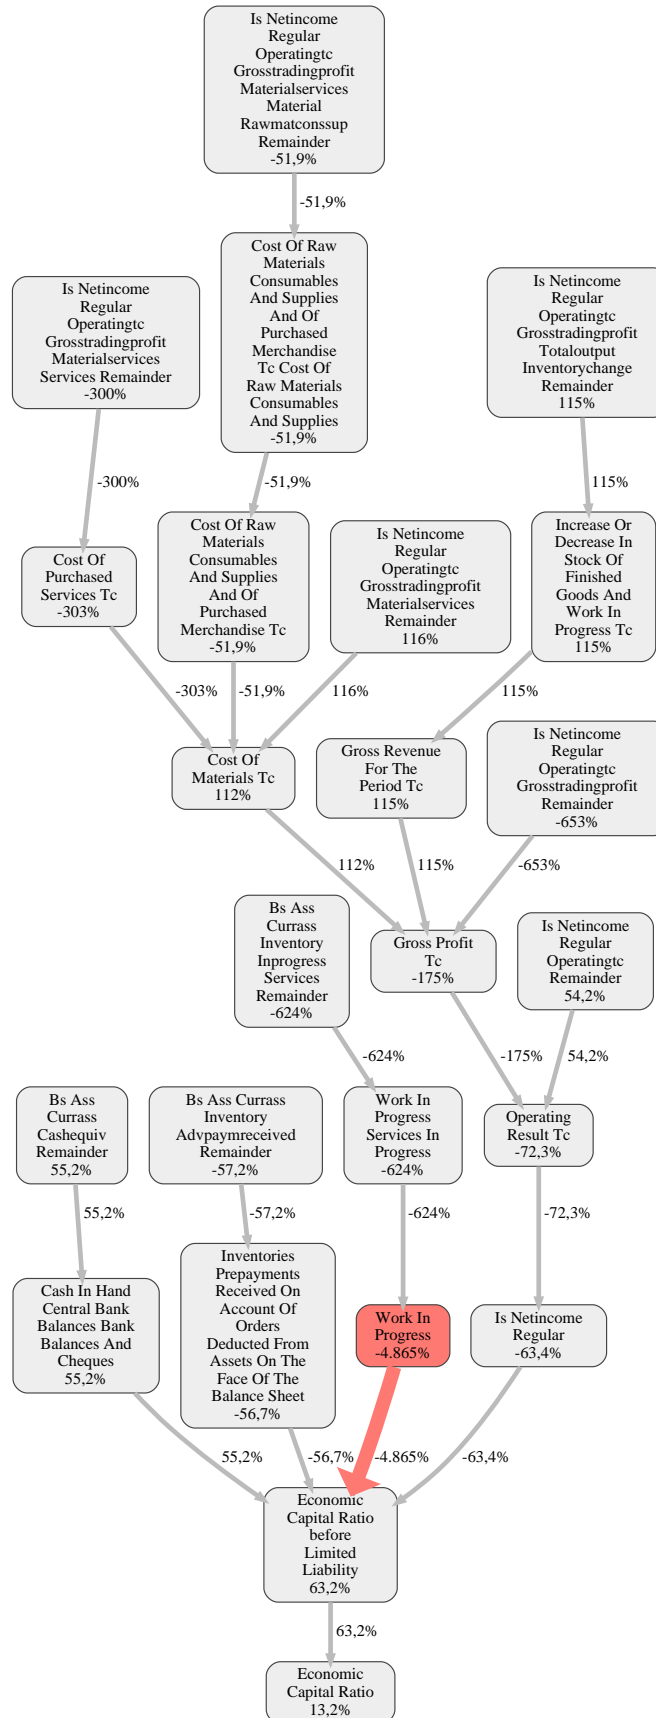 Is Netincome
Regular
Operatingtc
Grosstradingprofit
Materialservices
Material
Rawmatconssup
Remainder
-51,9%
-51,9%
Is Netincome
Regular
Operatingtc
Grosstradingprofit
Materialservices
Services Remainder
-300%
Cost Of Raw
Materials
Consumables
And Supplies
And Of
Purchased
Merchandise
Tc Cost Of
Raw Materials
Consumables
And Supplies
-51,9%
Is Netincome
Regular
Operatingtc
Grosstradingprofit
Totaloutput
Inventorychange
Remainder
115%
-300%
-51,9%
115%
Cost Of
Purchased
Services Tc
-303%
Cost Of Raw
Materials
Consumables
And Supplies
And Of
Purchased
Merchandise Tc
-51,9%
Is Netincome
Regular
Operatingtc
Grosstradingprofit
Materialservices
Remainder
116%
Increase Or
Decrease In
Stock Of
Finished
Goods And
Work In
Progress Tc
115%
-303%
-51,9%
116%
115%
Cost Of
Materials Tc
112%
Gross Revenue
For The
Period Tc
115%
Is Netincome
Regular
Operatingtc
Grosstradingprofit
Remainder
-653%
112%
115%
-653%
Bs Ass
Currass
Inventory
Inprogress
Services
Remainder
-624%
Gross Profit
Tc
-175%
Is Netincome
Regular
Operatingtc
Remainder
54,2%
-624%
-175%
54,2%
Bs Ass
Currass
Cashequiv
Remainder
55,2%
Bs Ass Currass
Inventory
Advpaymreceived
Remainder
-57,2%
Work In
Progress
Services In
Progress
-624%
Operating
Result Tc
-72,3%
55,2%
-57,2%
-624%
-72,3%
Cash In Hand
Central Bank
Balances Bank
Balances And
Cheques
55,2%
Inventories
Prepayments
Received On
Account Of
Orders
Deducted From
Assets On The
Face Of The
Balance Sheet
-56,7%
Work In
Progress
-4.865%
Is Netincome
Regular
-63,4%
55,2%
-56,7%
-4.865%
-63,4%
Economic
Capital Ratio
before
Limited
Liability
63,2%
63,2%
Economic
Capital Ratio
13,2%